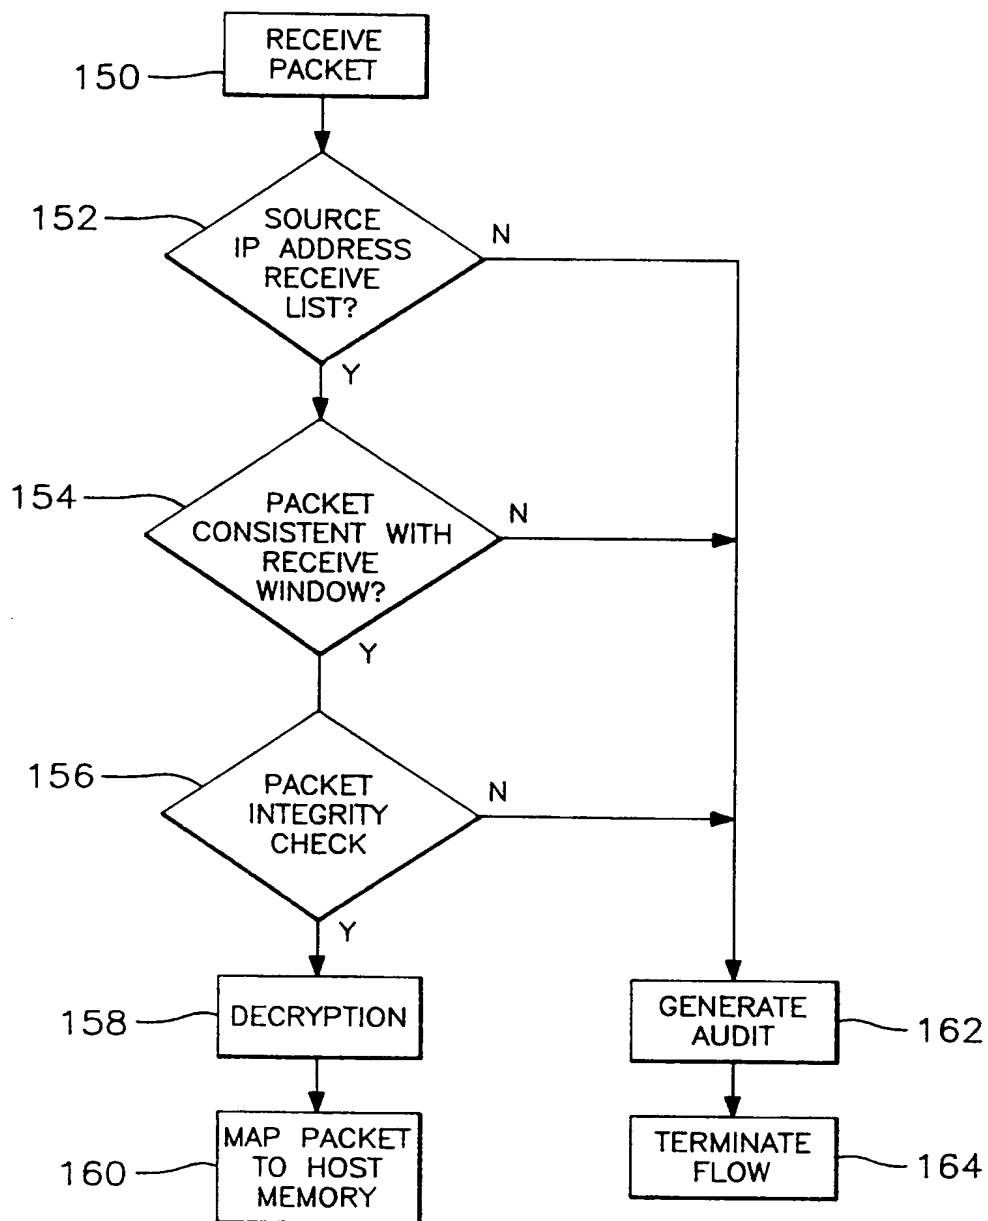 RECEIVE
PACKET
150
152
SOURCE
IP ADDRESS
RECEIVE
LIST?
N
Y
154
PACKET
CONSISTENT WITH
RECEIVE
WINDOW?
N
Y
156
PACKET
INTEGRITY
CHECK
N
Y
158
DECRYPTION
GENERATE
AUDIT
162
160
MAP PACKET
TO HOST
MEMORY
TERMINATE
FLOW
164